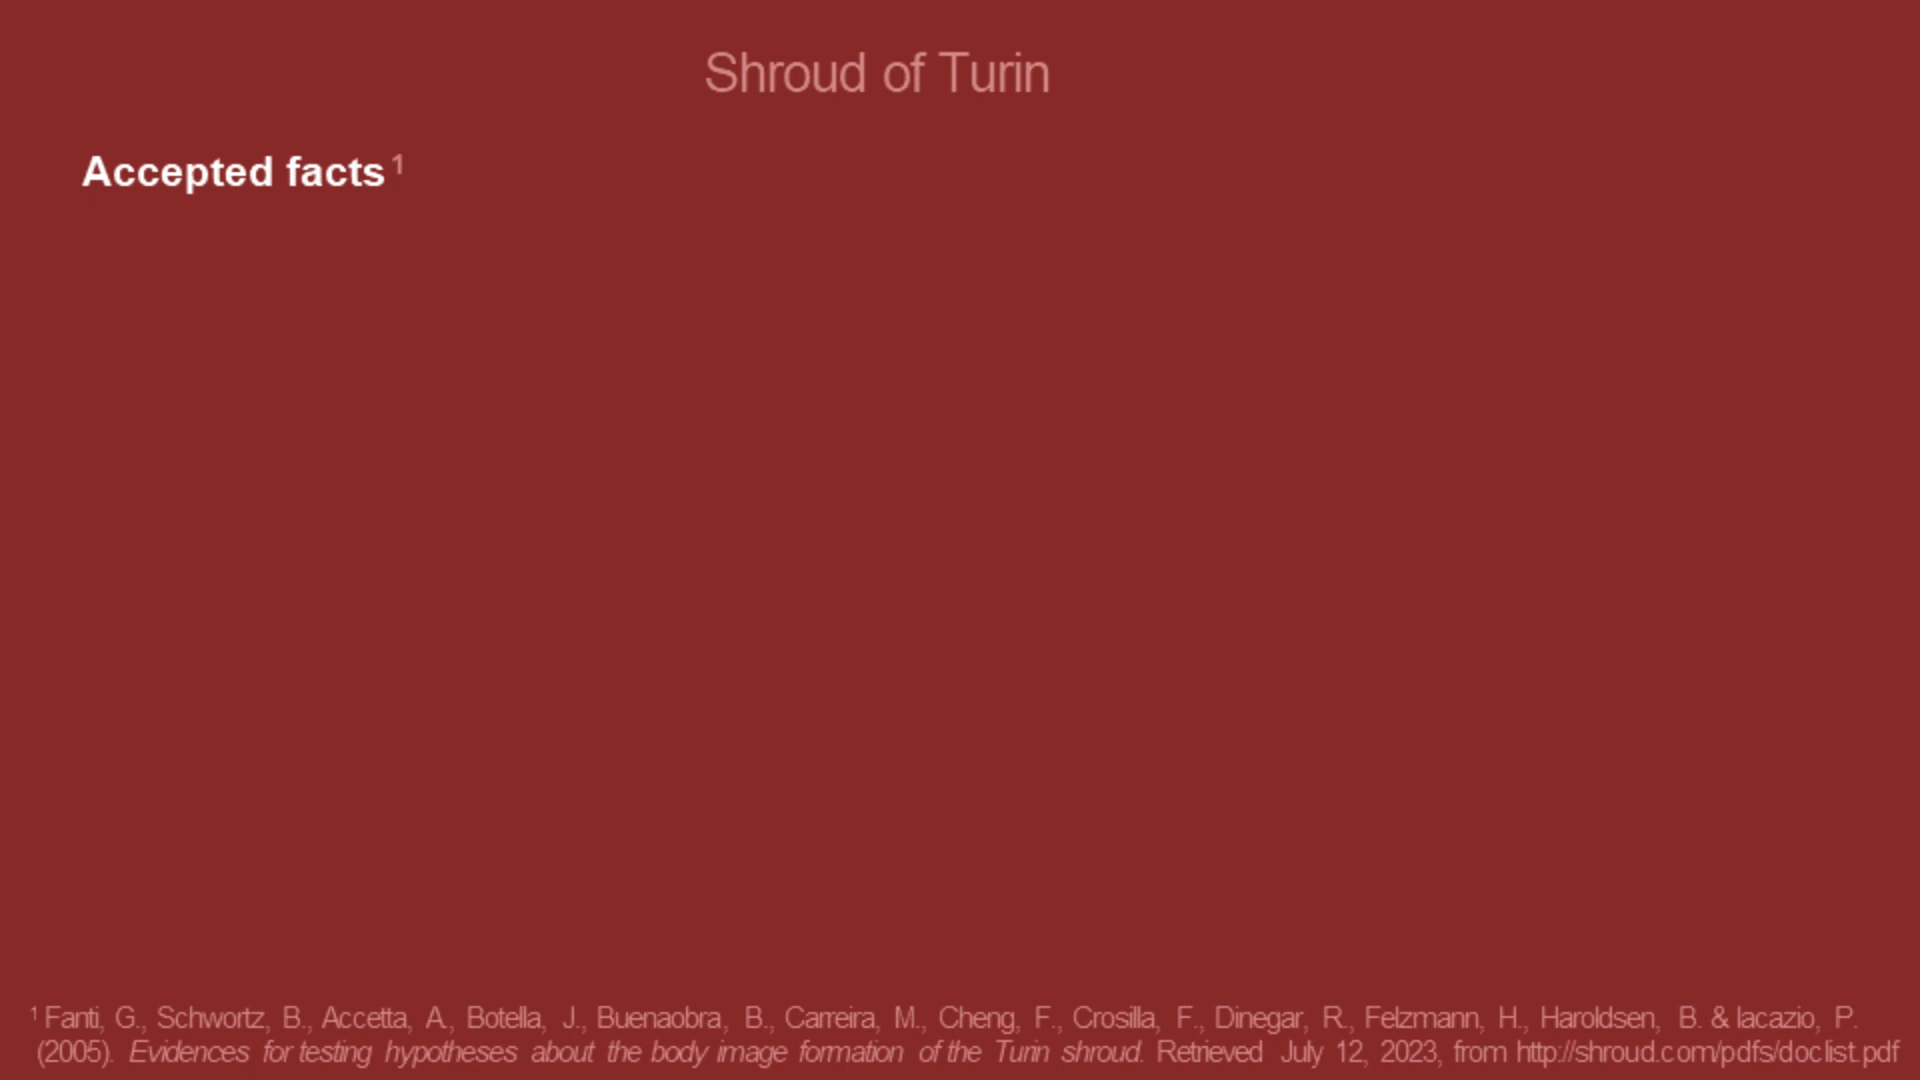 Shroud of Turin
Accepted facts¹
¹ Fanti, G., Schwortz, B., Accetta, A., Botella, J., Buenaobra, B., Carreira, M., Cheng, F., Crosilla, F., Dinegar, R., Felzmann, H., Haroldsen, B. & Iacazio, P.
(2005). Evidences for testing hypotheses about the body image formation of the Turin shroud. Retrieved July 12, 2023, from http://shroud.com/pdfs/doclist.pdf